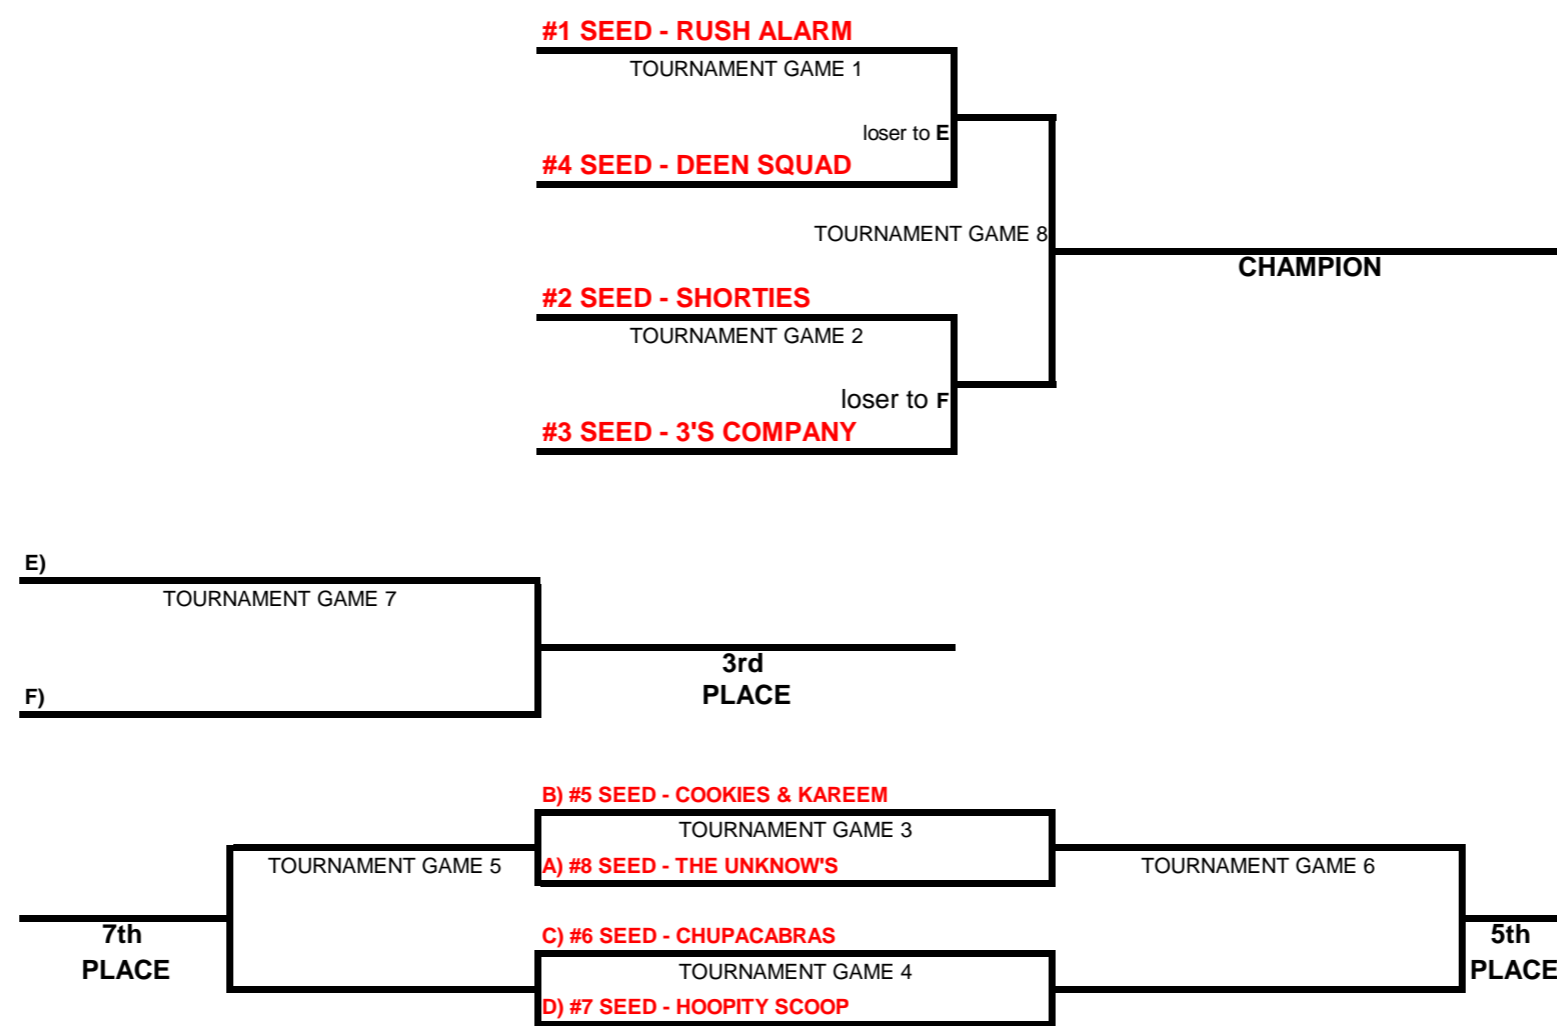 #1 SEED - RUSH ALARM
TOURNAMENT GAME 1
loser to E
#4 SEED - DEEN SQUAD
TOURNAMENT GAME 8
CHAMPION
#2 SEED - SHORTIES
TOURNAMENT GAME 2
loser to F
#3 SEED - 3'S COMPANY
E)
TOURNAMENT GAME 7
3rd
PLACE
F)
B) #5 SEED - COOKIES & KAREEM
TOURNAMENT GAME 3
TOURNAMENT GAME 5
A) #8 SEED - THE UNKNOW'S
TOURNAMENT GAME 6
7th
PLACE
C) #6 SEED - CHUPACABRAS
5th
PLACE
TOURNAMENT GAME 4
D) #7 SEED - HOOPITY SCOOP